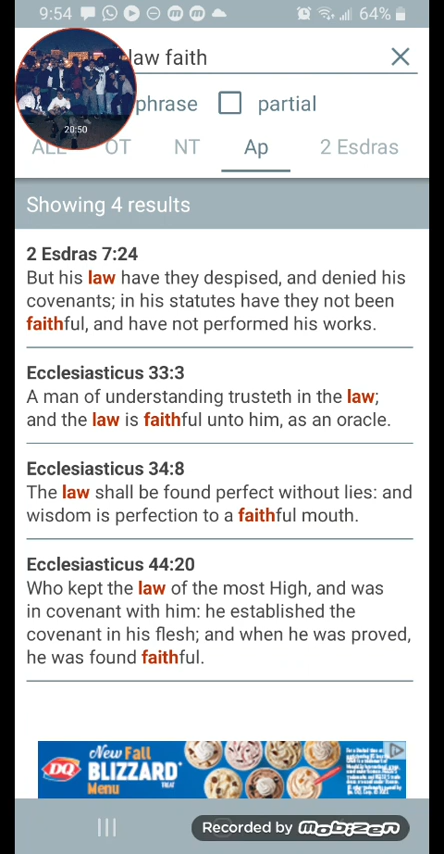 9:54 64%
law faith
20:50
phrase partial
ALL OT NT Ap 2 Esdras
Showing 4 results
2 Esdras 7:24
But his law have they despised, and denied his
covenants; in his statutes have they not been
faithful, and have not performed his works.
Ecclesiasticus 33:3
A man of understanding trusteth in the law;
and the law is faithful unto him, as an oracle.
Ecclesiasticus 34:8
The law shall be found perfect without lies: and
wisdom is perfection to a faithful mouth.
Ecclesiasticus 44:20
Who kept the law of the most High, and was
in covenant with him: he established the
covenant in his flesh; and when he was proved,
he was found faithful.
DQ
New Fall
BLIZZARD
TREAT
Menu
Recorded by Mobizen